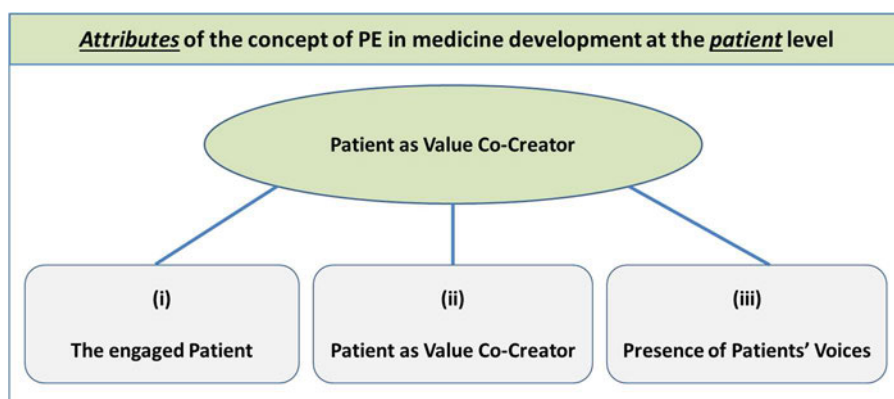 Attributes of the concept of PE in medicine development at the patient level
Patient as Value Co-Creator
(i)
The engaged Patient
(ii)
Patient as Value Co-Creator
(iii)
Presence of Patients’ Voices